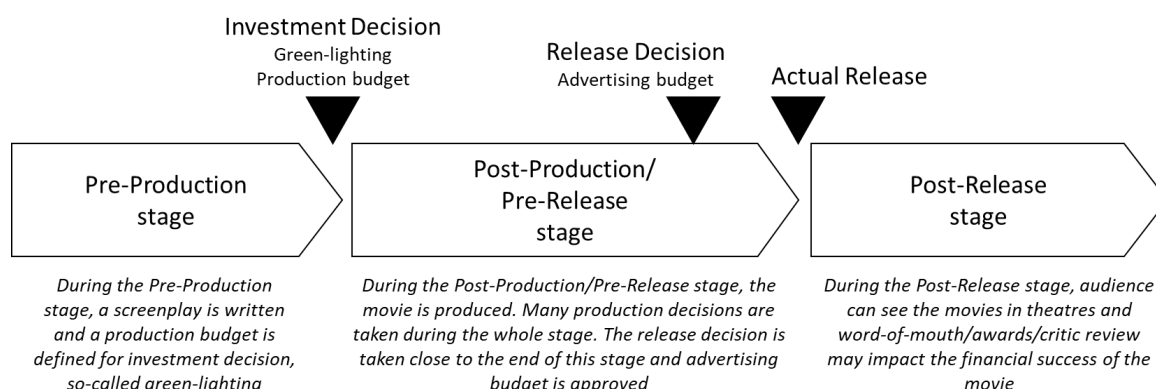 Investment Decision
Green-lighting
Production budget
Release Decision
Advertising budget
Actual Release
Pre-Production
stage
Post-Production/
Pre-Release
stage
Post-Release
stage
During the Pre-Production
stage, a screenplay is written
and a production budget is
defined for investment decision,
so-called green-lighting
During the Post-Production/Pre-Release stage, the
movie is produced. Many production decisions are
taken during the whole stage. The release decision is
taken close to the end of this stage and advertising
budget is approved
During the Post-Release stage, audience
can see the movies in theatres and
word-of-mouth/awards/critic review
may impact the financial success of the
movie